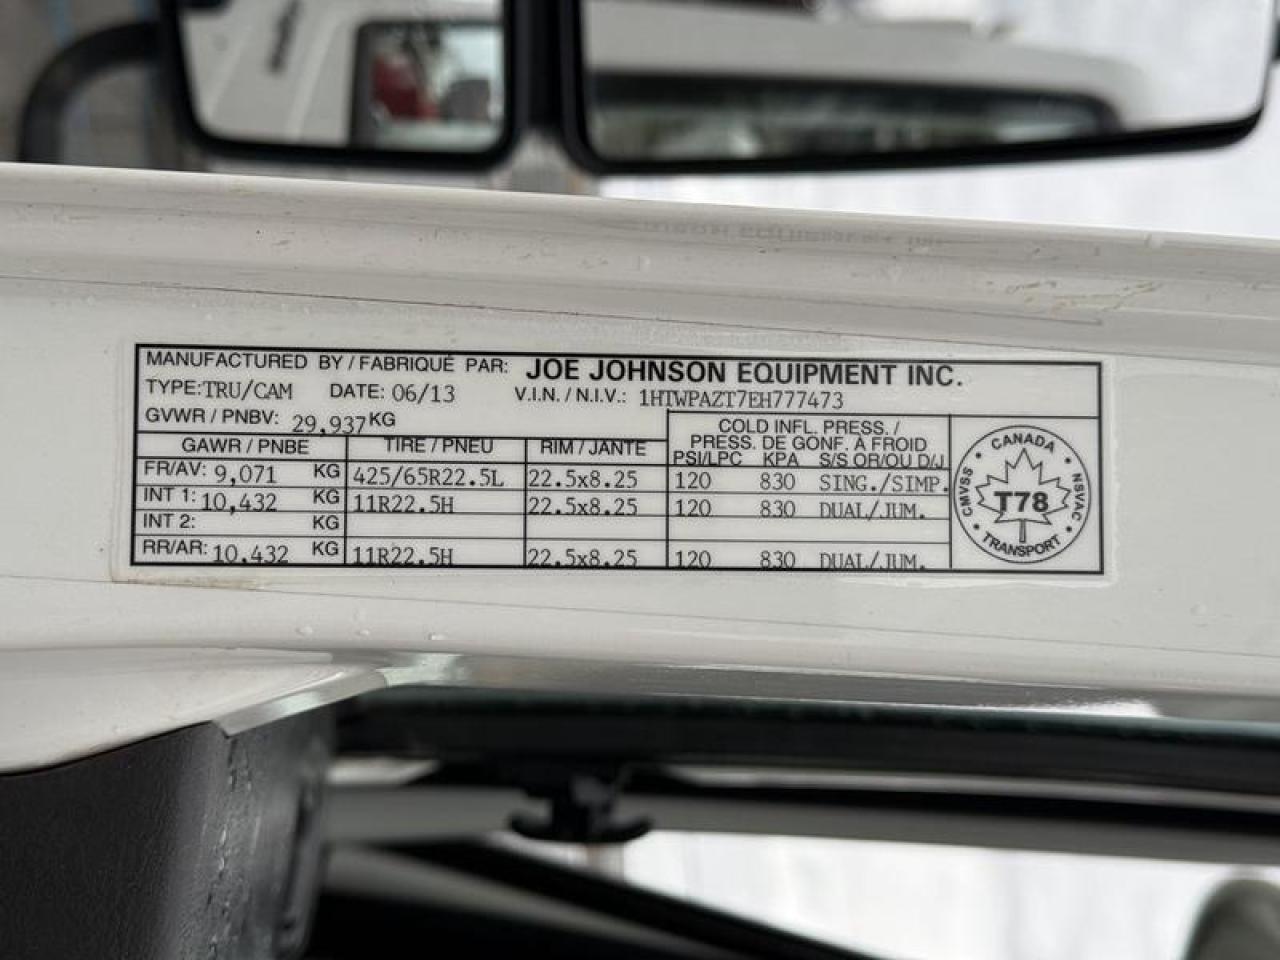 MANUFACTURED BY / FABRIQUÉ PAR: JOE JOHNSON EQUIPMENT INC.
TYPE: TRU/CAM DATE: 06/13 V.I.N. / N.I.V.: 1HTWPAZT7EH777473
GVWR / PNBV: 29,937 KG
GAWR / PNBE TIRE / PNEU RIM / JANTE COLD INFL. PRESS. /
PRESS. DE GONF. À FROID
PSI/LPC KPA S/S OR/OU D/J
FR/AV: 9,071 KG 425/65R22.5L 22.5x8.25 120 830 SING./SIMP.
INT 1: 10,432 KG 11R22.5H 22.5x8.25 120 830 DUAL/JUM.
INT 2: KG
RR/AR: 10,432 KG 11R22.5H 22.5x8.25 120 830 DUAL/JUM.
CANADA
CMVSS T78 NSVAC
TRANSPORT